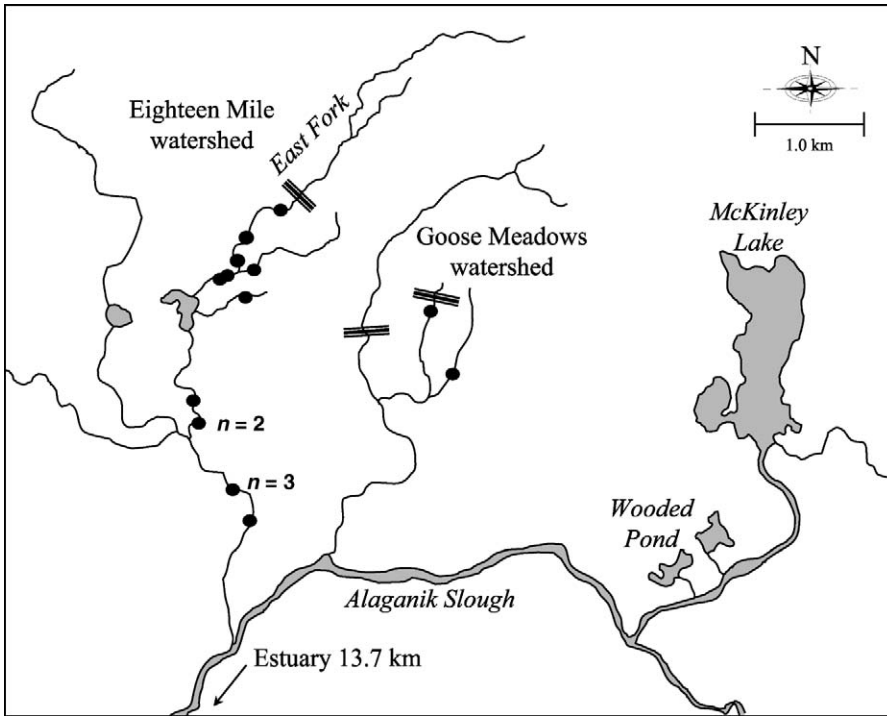 N
1.0 km
Eighteen Mile
watershed
East Fork
McKinley
Lake
Goose Meadows
watershed
n = 2
n = 3
Wooded
Pond
Alaganik Slough
Estuary 13.7 km